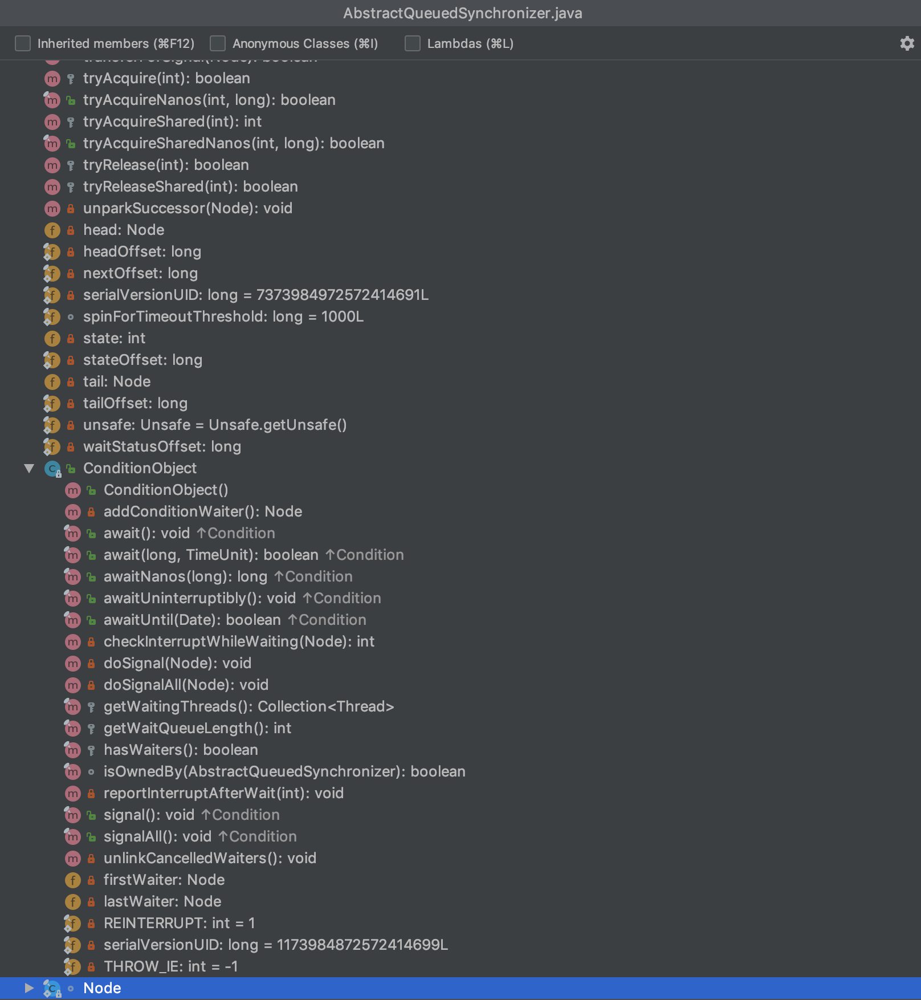 AbstractQueuedSynchronizer.java
Inherited members (⌘F12) Anonymous Classes (⌘I) Lambdas (⌘L)
transferForSignal(Node): boolean
tryAcquire(int): boolean
tryAcquireNanos(int, long): boolean
tryAcquireShared(int): int
tryAcquireSharedNanos(int, long): boolean
tryRelease(int): boolean
tryReleaseShared(int): boolean
unparkSuccessor(Node): void
head: Node
headOffset: long
nextOffset: long
serialVersionUID: long = 7373984972572414691L
spinForTimeoutThreshold: long = 1000L
state: int
stateOffset: long
tail: Node
tailOffset: long
unsafe: Unsafe = Unsafe.getUnsafe()
waitStatusOffset: long
ConditionObject
ConditionObject()
addConditionWaiter(): Node
await(): void ↑Condition
await(long, TimeUnit): boolean ↑Condition
awaitNanos(long): long ↑Condition
awaitUninterruptibly(): void ↑Condition
awaitUntil(Date): boolean ↑Condition
checkInterruptWhileWaiting(Node): int
doSignal(Node): void
doSignalAll(Node): void
getWaitingThreads(): Collection<Thread>
getWaitQueueLength(): int
hasWaiters(): boolean
isOwnedBy(AbstractQueuedSynchronizer): boolean
reportInterruptAfterWait(int): void
signal(): void ↑Condition
signalAll(): void ↑Condition
unlinkCancelledWaiters(): void
firstWaiter: Node
lastWaiter: Node
REINTERRUPT: int = 1
serialVersionUID: long = 1173984872572414699L
THROW_IE: int = -1
Node